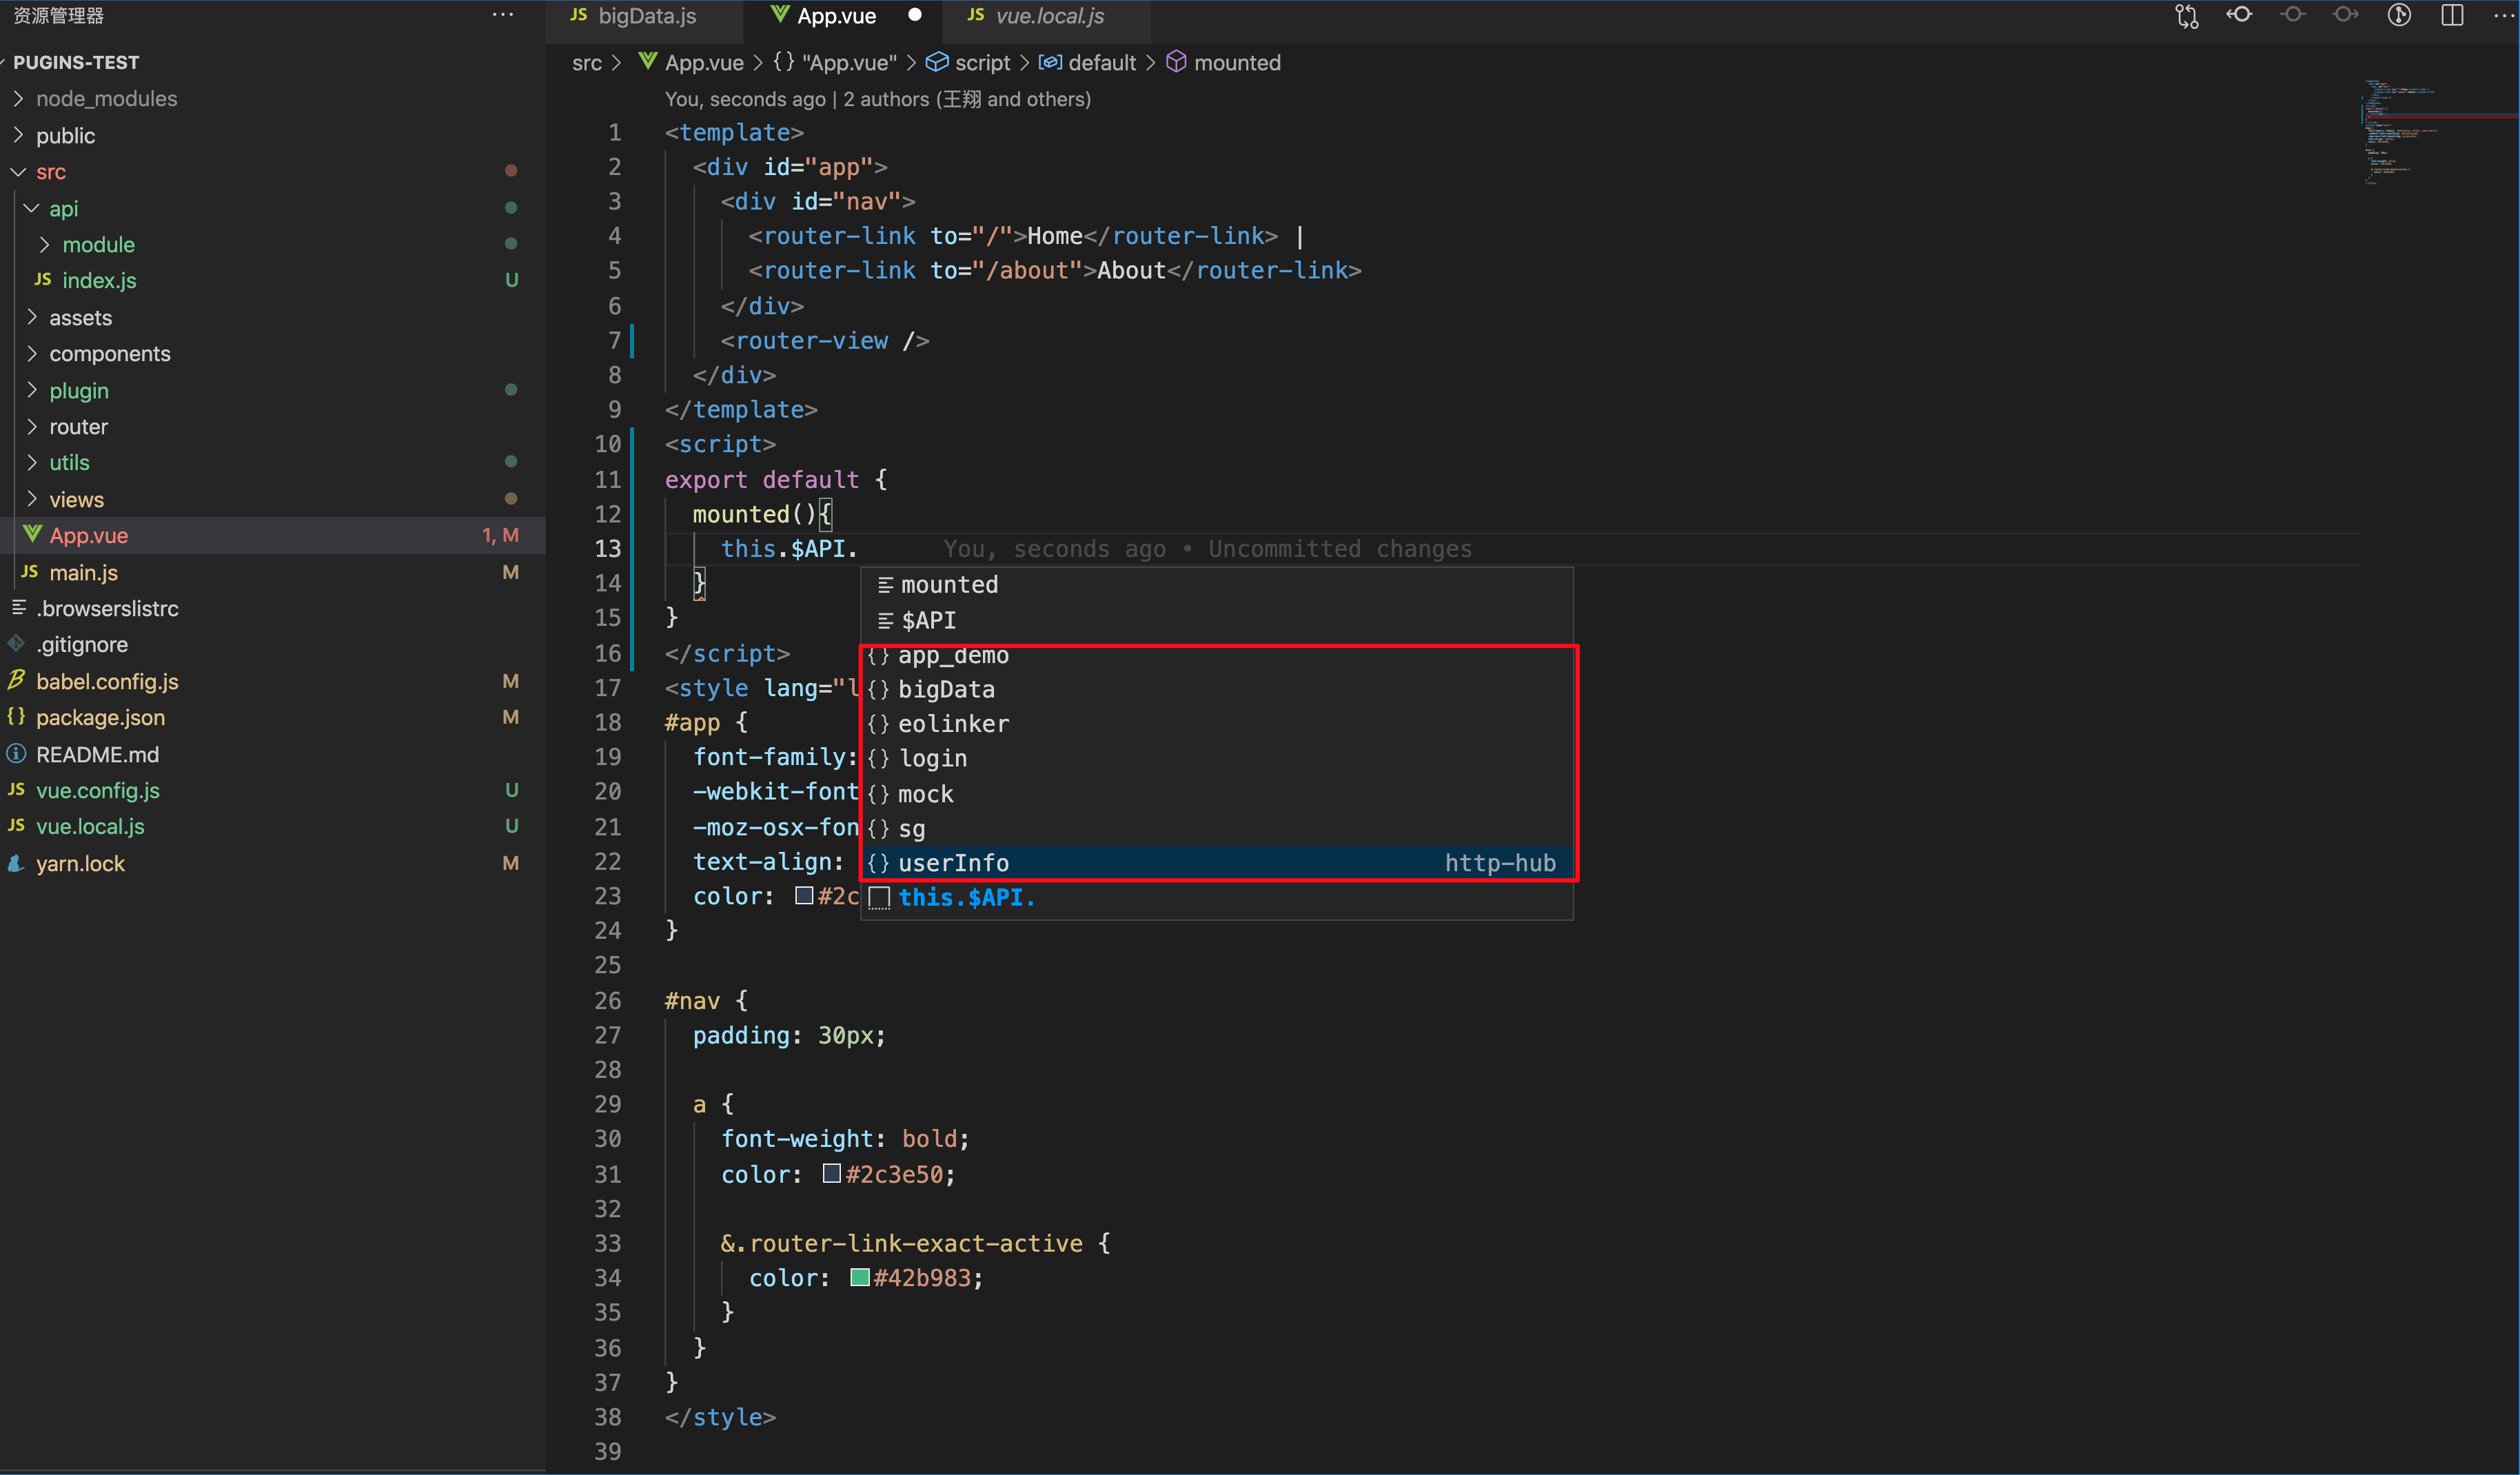 资源管理器
PUGINS-TEST
node_modules
public
src
api
module
JS index.js U
assets
components
plugin
router
utils
views
App.vue 1, M
JS main.js M
.browserslistrc
.gitignore
babel.config.js M
{} package.json M
README.md
JS vue.config.js U
JS vue.local.js U
yarn.lock M
JS bigData.js
App.vue
JS vue.local.js
src > App.vue > {} "App.vue" > script > default > mounted
You, seconds ago | 2 authors (王翔 and others)
1 <template>
2 <div id="app">
3 <div id="nav">
4 <router-link to="/">Home</router-link> |
5 <router-link to="/about">About</router-link>
6 </div>
7 <router-view />
8 </div>
9 </template>
10 <script>
11 export default {
12 mounted(){
13 this.$API. You, seconds ago • Uncommitted changes
14 }
15 }
16 </script>
17 <style lang="l
18 #app {
19 font-family:
20 -webkit-font
21 -moz-osx-fon
22 text-align:
23 color: #2c
24 }
25
26 #nav {
27 padding: 30px;
28
29 a {
30 font-weight: bold;
31 color: #2c3e50;
32
33 &.router-link-exact-active {
34 color: #42b983;
35 }
36 }
37 }
38 </style>
39
mounted
$API
{} app_demo
{} bigData
{} eolinker
{} login
{} mock
{} sg
{} userInfo http-hub
this.$API.